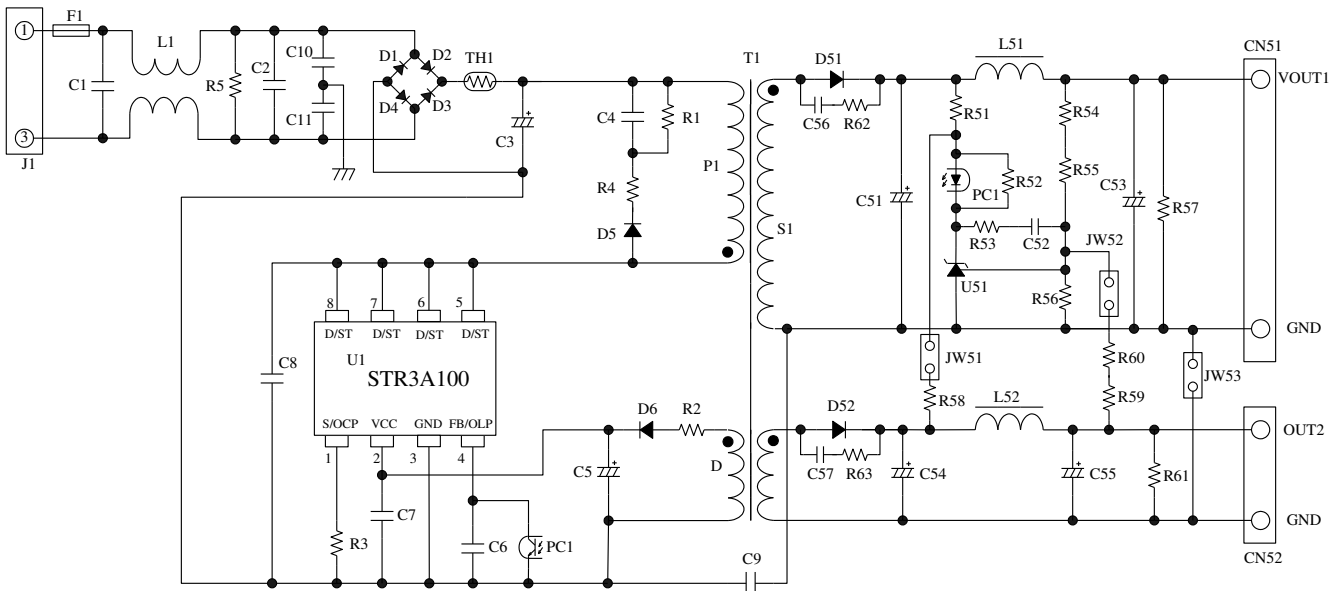 F1
1
L1
C1
R5
C2
C10
C11
D1
D2
D4
D3
TH1
C3
C4
R1
R4
D5
P1
T1
S1
D51
C56
R62
C51
L51
R51
PC1
R52
R53
C52
U51
R54
R55
R56
C53
R57
JW52
CN51
VOUT1
GND
3
J1
8
7
6
5
D/ST
D/ST
D/ST
D/ST
U1
STR3A100
S/OCP
VCC
GND
FB/OLP
1
2
3
4
C8
R3
C7
C6
PC1
C5
D6
R2
D
C9
D52
C57
R63
C54
JW51
R58
L52
C55
R60
R59
R61
JW53
OUT2
GND
CN52